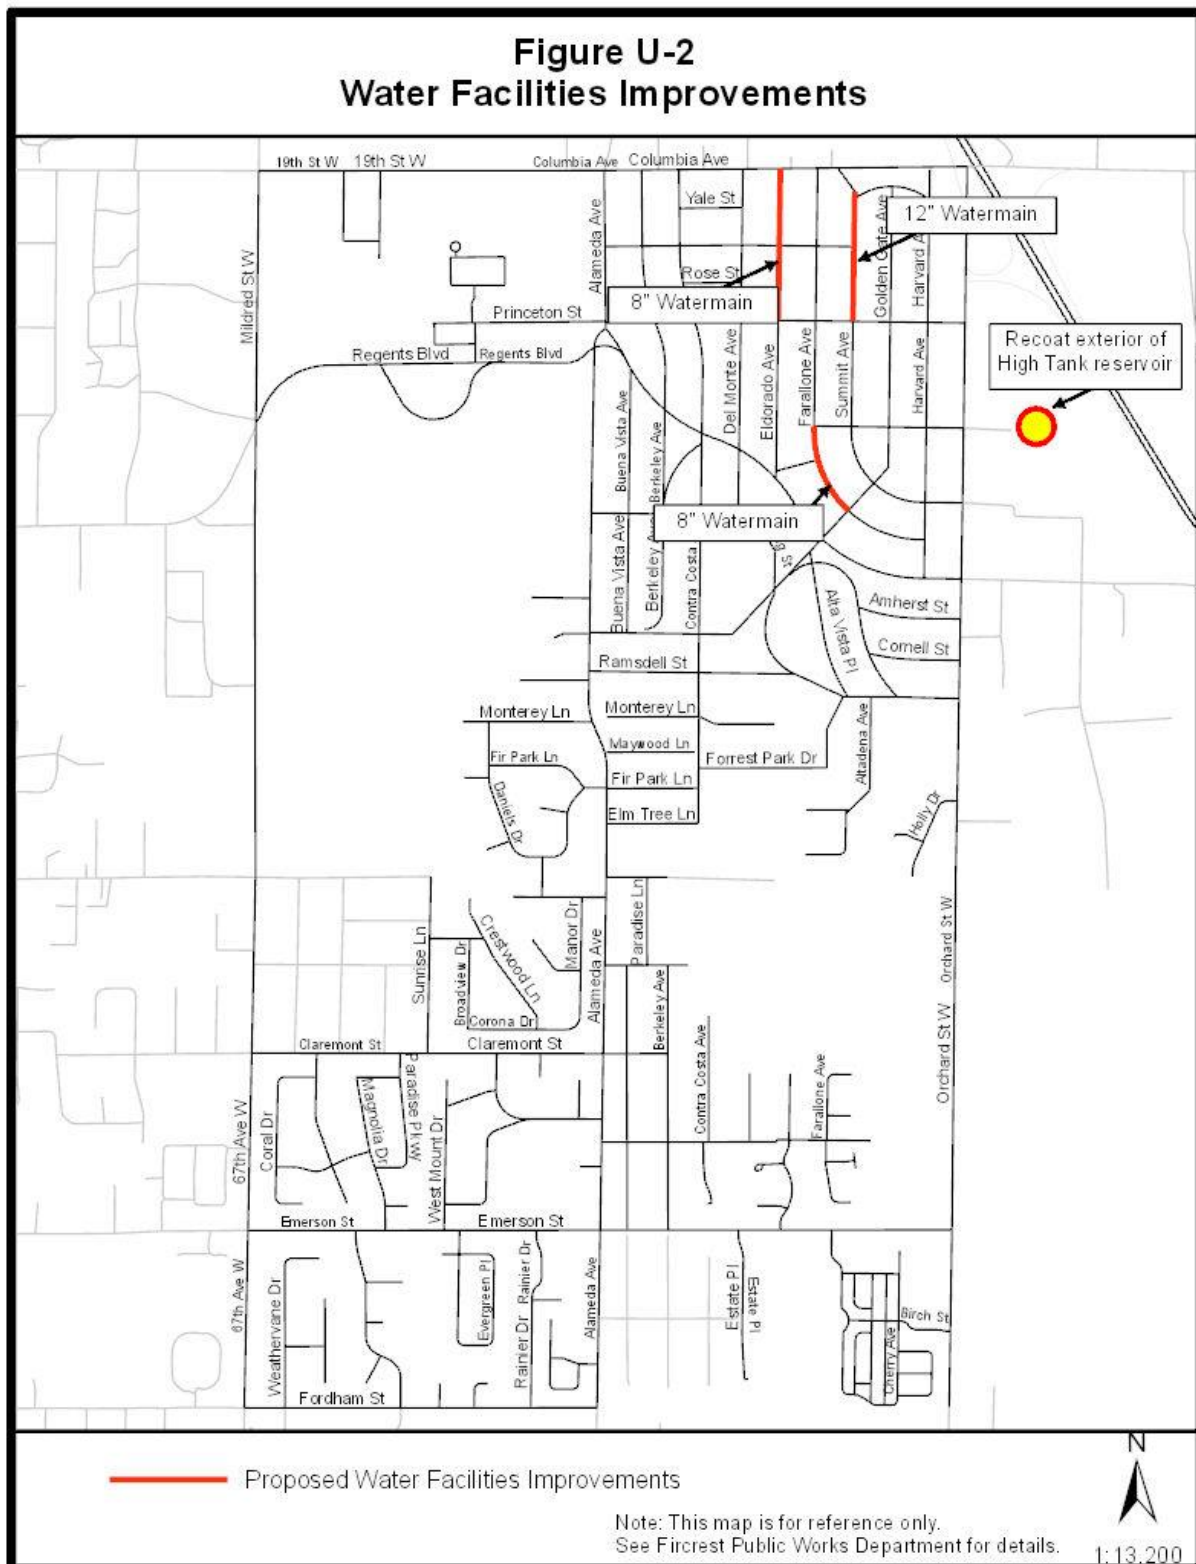 Figure U-2
Water Facilities Improvements
19th St W
19th St W
Columbia Ave
Columbia Ave
Yale St
Alameda Ave
12" Watermain
Golden Gate Ave
Mildred St W
Rose St
8" Watermain
Princeton St
Recoat exterior of
High Tank reservoir
Regents Blvd
Regents Blvd
Del Monte Ave
Eldorado Ave
Farallone Ave
Summit Ave
Harvard Ave
Buena Vista Ave
Berkeley Ave
8" Watermain
Buena Vista Ave
Berkeley Ave
Contra Costa
St
Alta Vista Pl
Amherst St
Cornell St
Ramsdell St
Monterey Ln
Monterey Ln
Maywood Ln
Altadena Ave
Fir Park Ln
Forrest Park Dr
Daniels Dr
Fir Park Ln
Elm Tree Ln
Holly Dr
Sunrise Ln
Crestwood Ln
Manor Dr
Paradise Ln
Orchard St W
Broadview Dr
Alameda Ave
Berkeley Ave
Corona Dr
Claremont St
Claremont St
Orchard St W
Contra Costa Ave
Farallone Ave
67th Ave W
Coral Dr
Magnolia Dr
Paradise Pkwy
West Mount Dr
Emerson St
Emerson St
67th Ave W
Weathervane Dr
Evergreen Pl
Rainier Dr
Rainier Dr
Alameda Ave
Estate Pl
Estate Pl
Birch St
Cherry Ave
Fordham St
N
Proposed Water Facilities Improvements
Note: This map is for reference only.
See Fircrest Public Works Department for details.
1:13,200